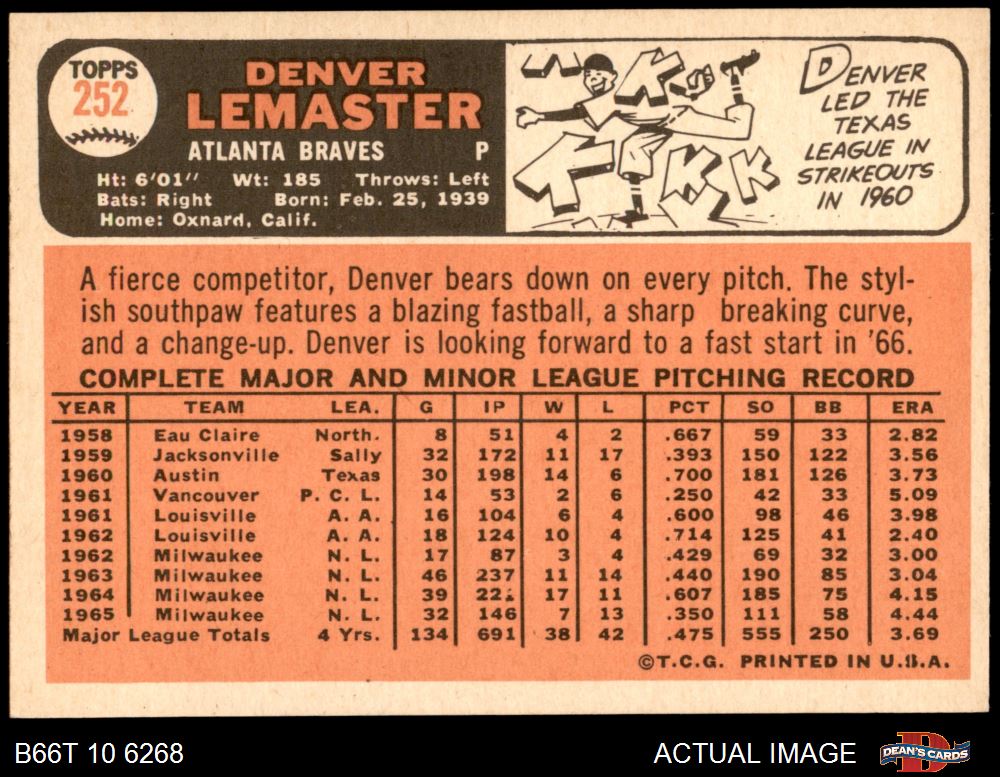 TOPPS
252
DENVER
LEMASTER
ATLANTA BRAVES P
Ht: 6'01" Wt: 185 Throws: Left
Bats: Right Born: Feb. 25, 1939
Home: Oxnard, Calif.
K K T K K
DENVER
LED THE
TEXAS
LEAGUE IN
STRIKEOUTS
IN 1960
A fierce competitor, Denver bears down on every pitch. The styl-
ish southpaw features a blazing fastball, a sharp breaking curve,
and a change-up. Denver is looking forward to a fast start in '66.
COMPLETE MAJOR AND MINOR LEAGUE PITCHING RECORD
YEAR TEAM LEA. G IP W L PCT SO BB ERA
1958 Eau Claire North. 8 51 4 2 .667 59 33 2.82
1959 Jacksonville Sally 32 172 11 17 .393 150 122 3.56
1960 Austin Texas 30 198 14 6 .700 181 126 3.73
1961 Vancouver P. C. L. 14 53 2 6 .250 42 33 5.09
1961 Louisville A. A. 16 104 6 4 .600 98 46 3.98
1962 Louisville A. A. 18 124 10 4 .714 125 41 2.40
1962 Milwaukee N. L. 17 87 3 4 .429 69 32 3.00
1963 Milwaukee N. L. 46 237 11 14 .440 190 85 3.04
1964 Milwaukee N. L. 39 17 11 .607 185 75 4.15
1965 Milwaukee N. L. 32 146 7 13 .350 111 58 4.44
Major League Totals 4 Yrs. 134 691 38 42 .475 555 250 3.69
©T.C.G. PRINTED IN U.S.A.
B66T 10 6268
ACTUAL IMAGE
DEAN'S CARDS